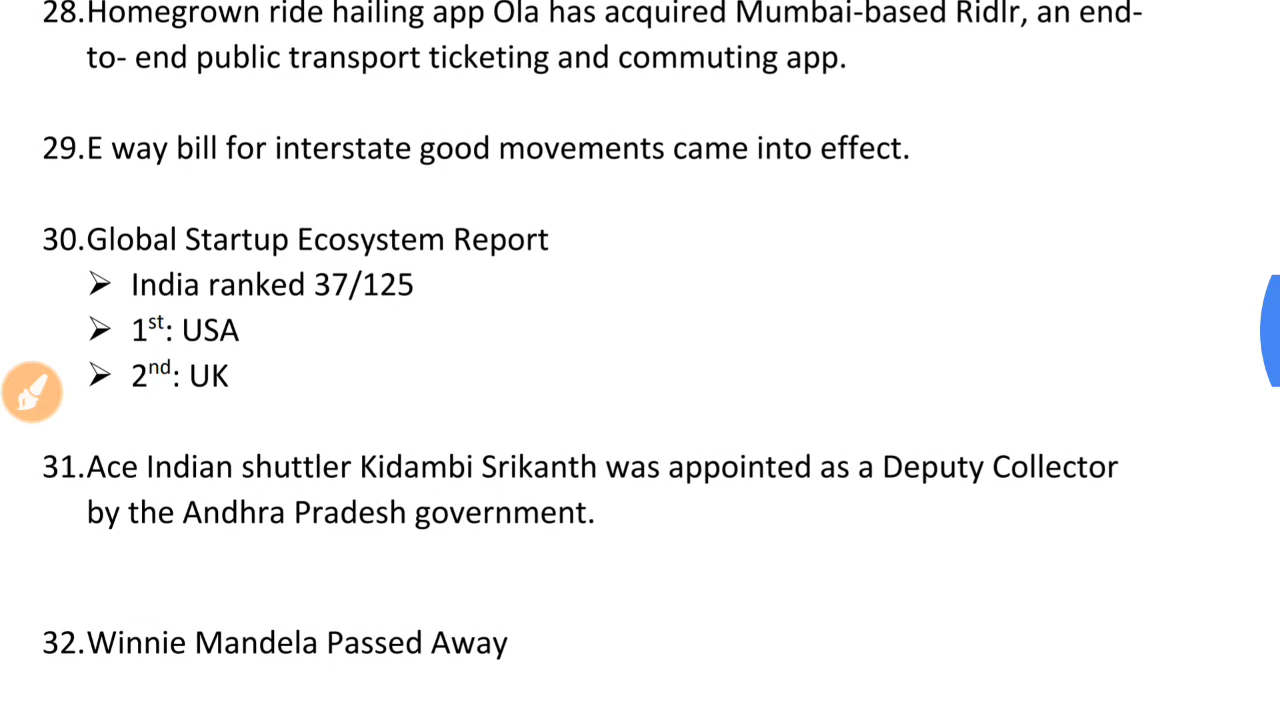 28.Homegrown ride hailing app Ola has acquired Mumbai-based Ridlr, an end-
to- end public transport ticketing and commuting app.
29.E way bill for interstate good movements came into effect.
30.Global Startup Ecosystem Report
➢ India ranked 37/125
➢ 1st: USA
➢ 2nd: UK
31.Ace Indian shuttler Kidambi Srikanth was appointed as a Deputy Collector
by the Andhra Pradesh government.
32.Winnie Mandela Passed Away